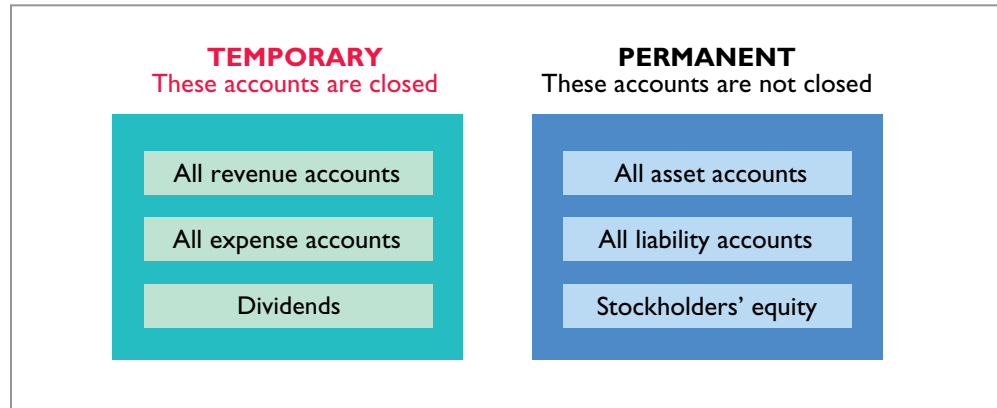 TEMPORARY
These accounts are closed
All revenue accounts
All expense accounts
Dividends
PERMANENT
These accounts are not closed
All asset accounts
All liability accounts
Stockholders’ equity